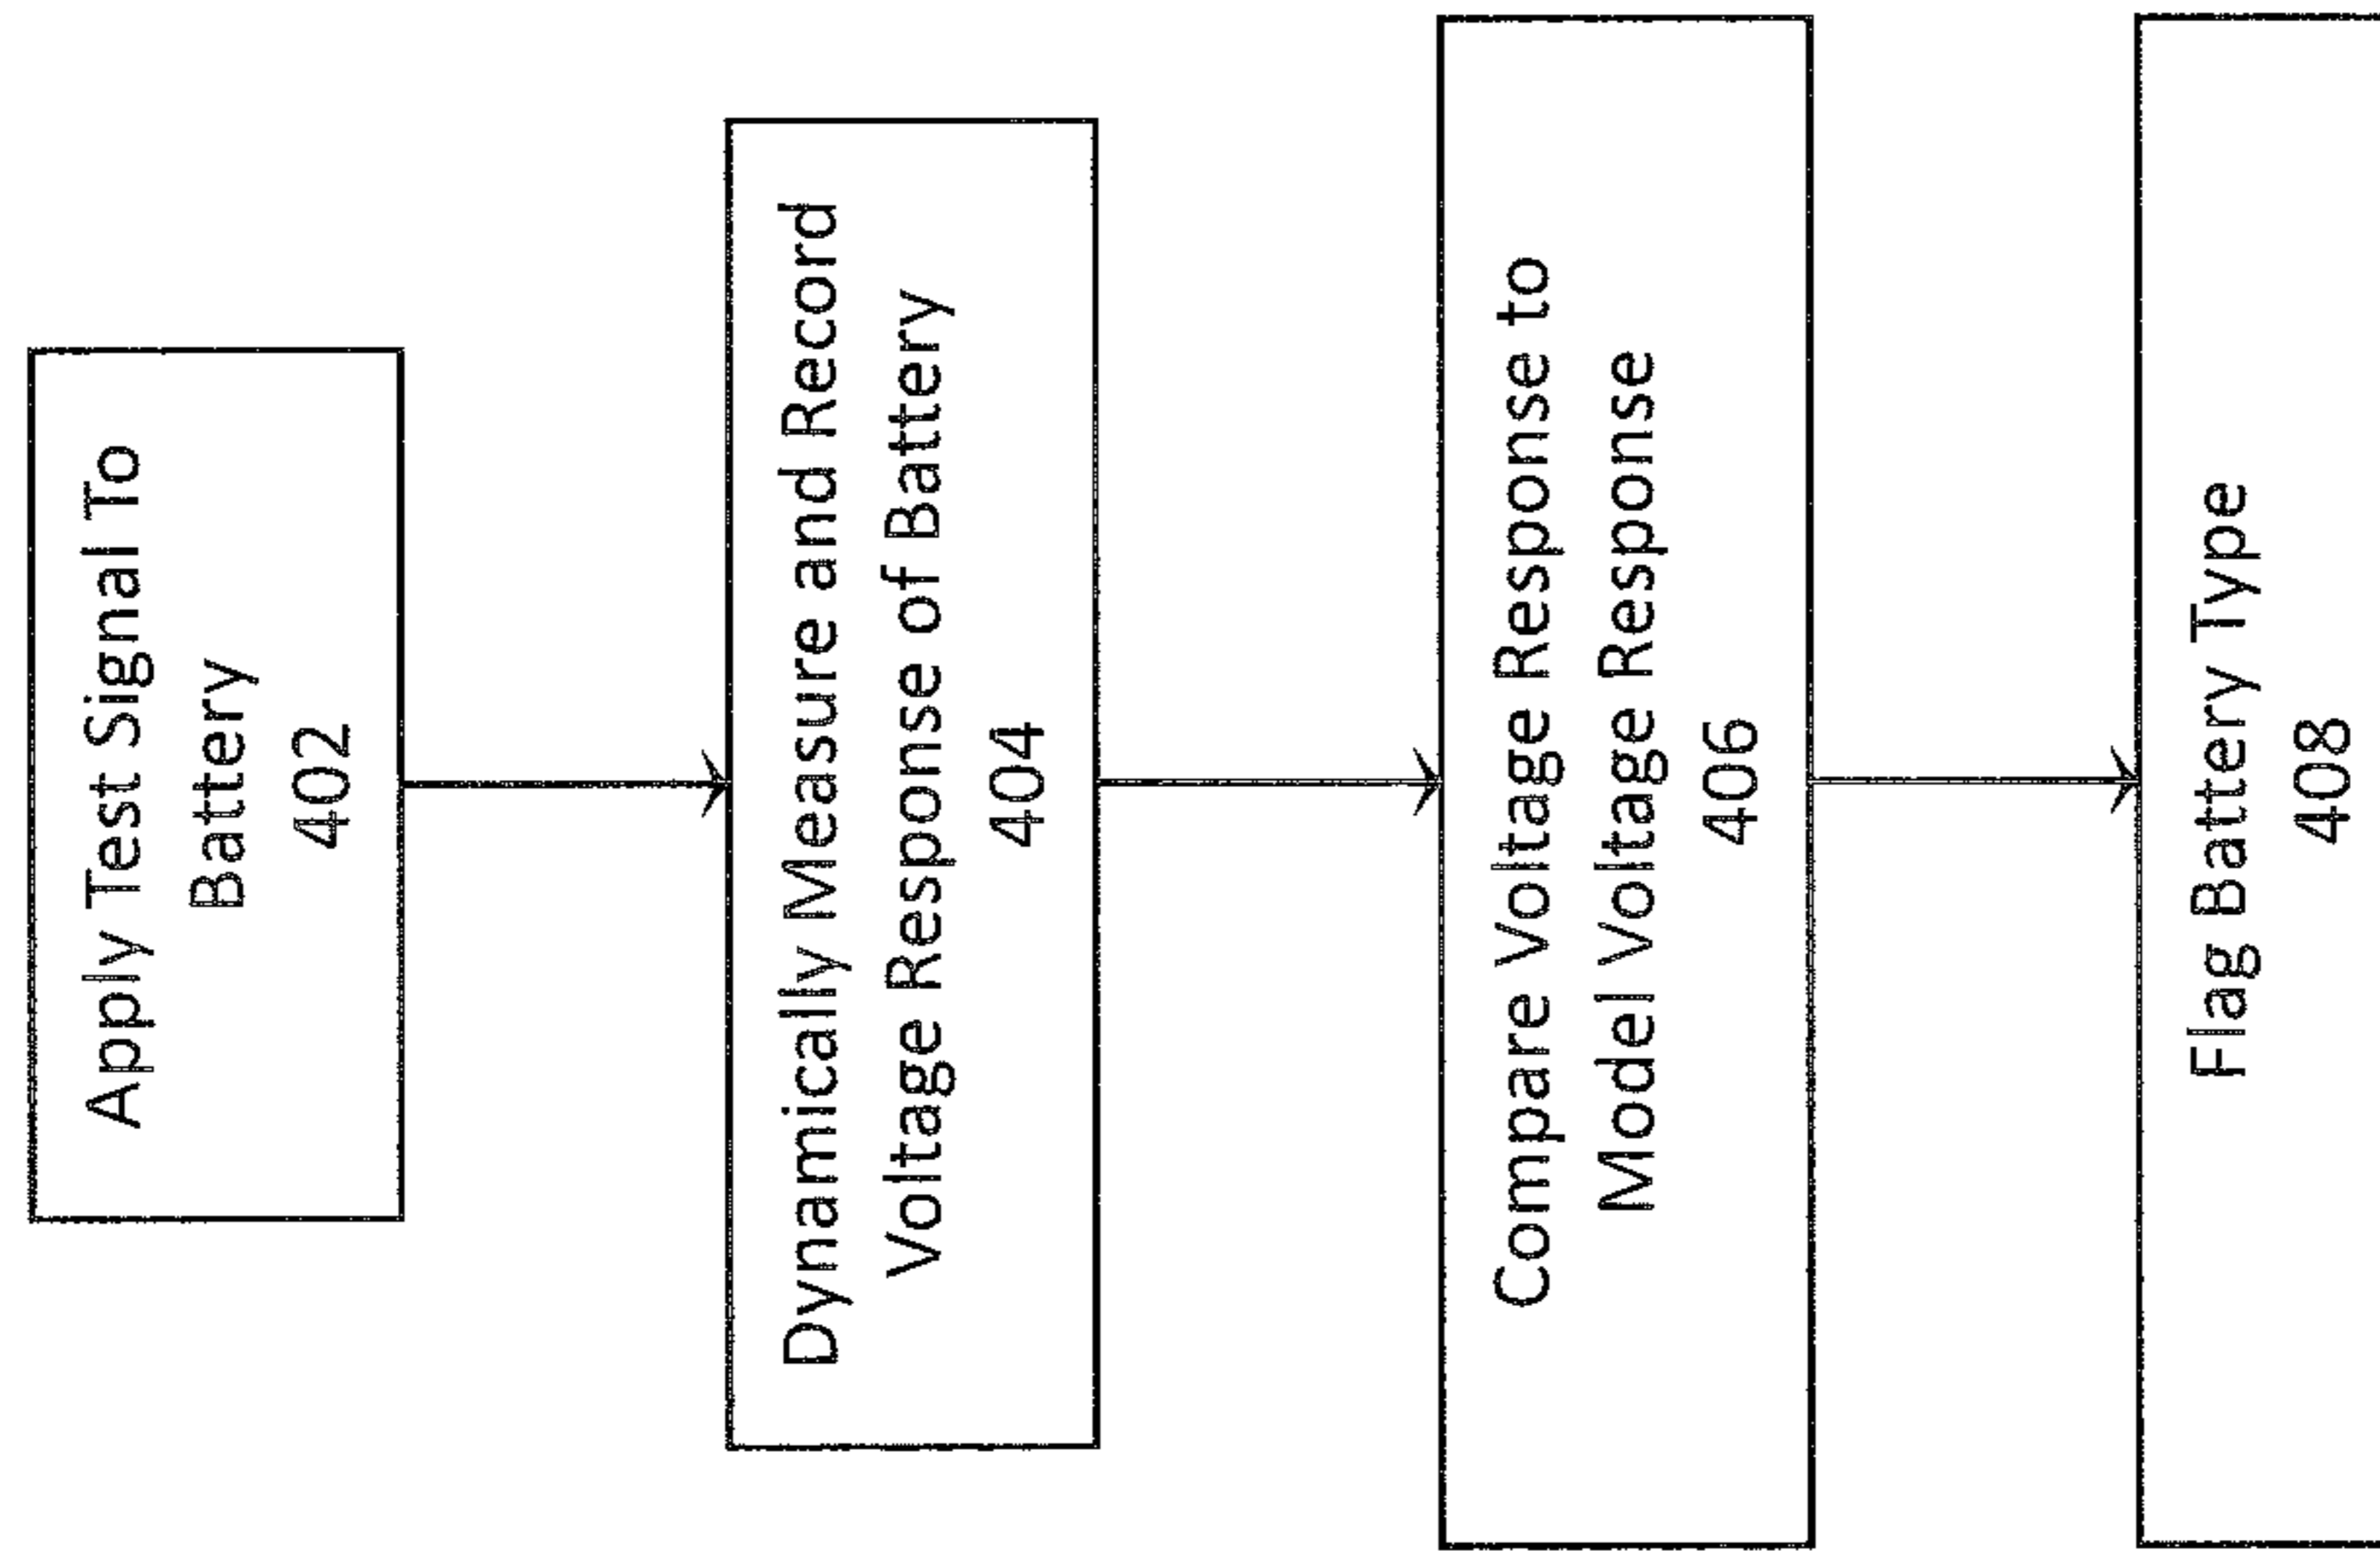 Apply Test Signal To
Battery
402
Dynamically Measure and Record
Voltage Response of Battery
404
Compare Voltage Response to
Model Voltage Response
406
Flag Battery Type
408